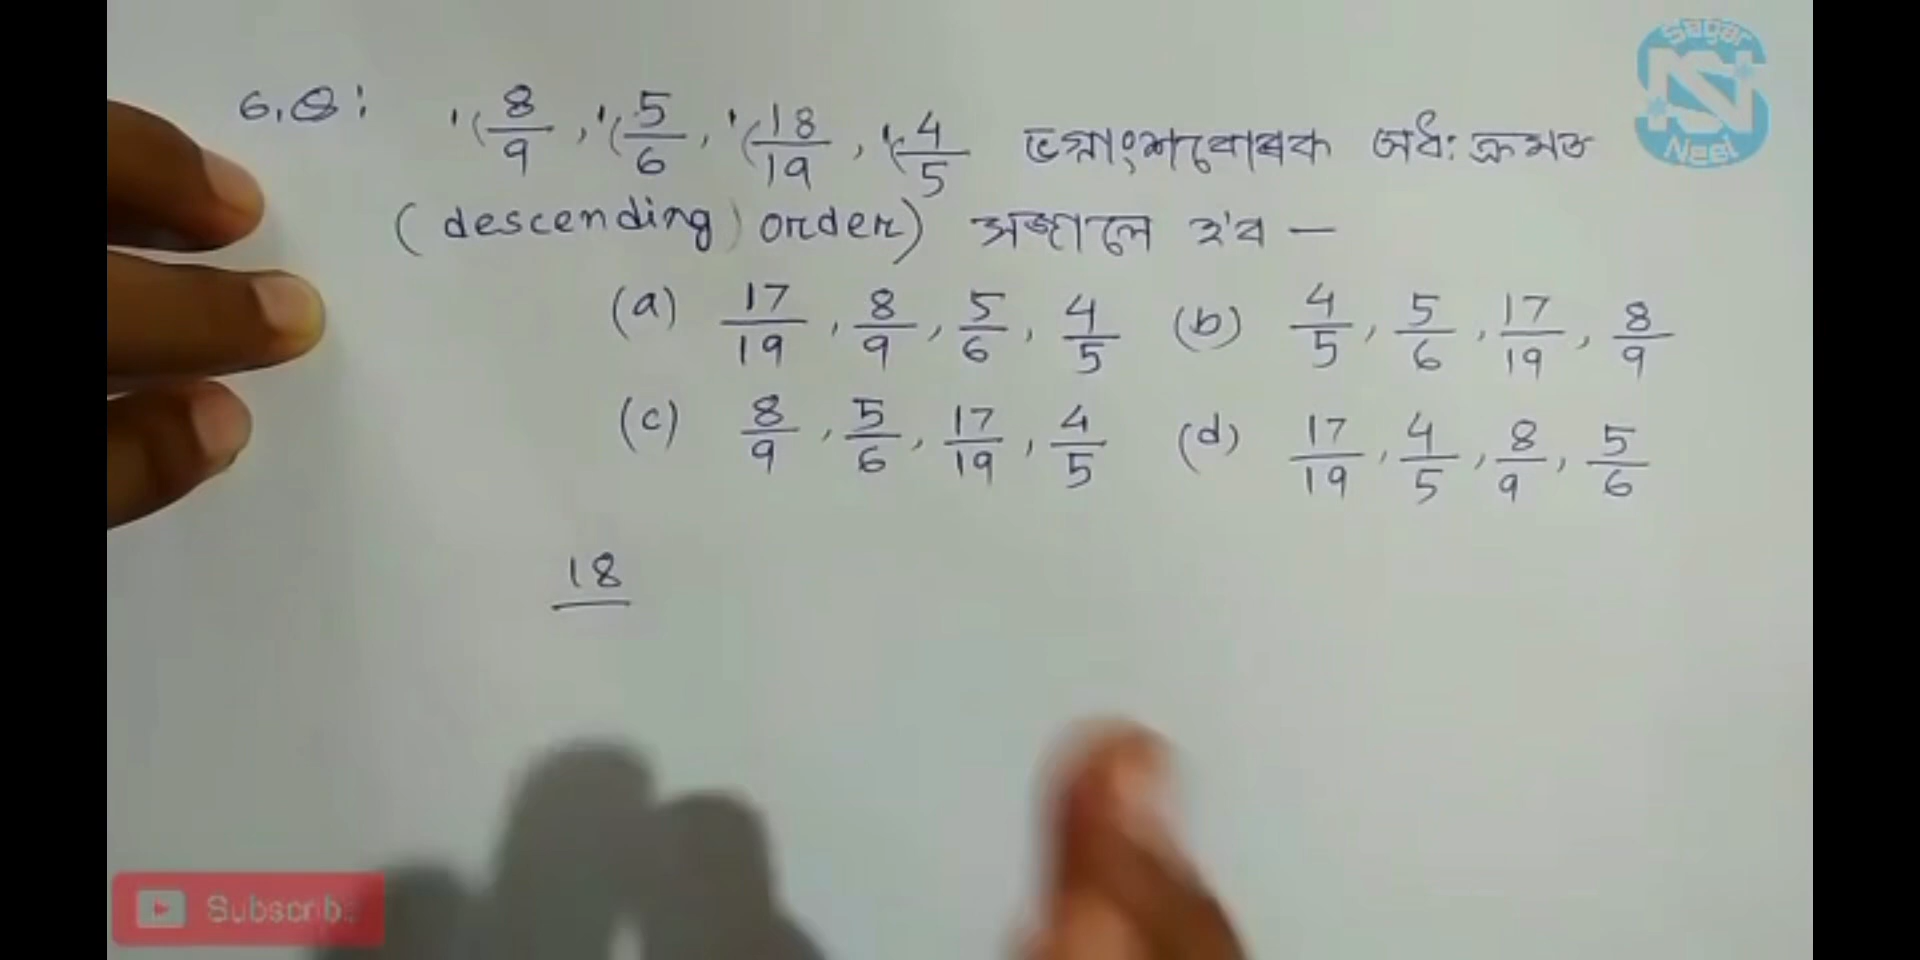 Sagar
Neel
6.Q: 8/9, 5/6, 18/19, 4/5 ভগ্নাংশবোৰক অধঃক্ৰমত
(descending order) সজালে হ'ব —
(a) 17/19, 8/9, 5/6, 4/5 (b) 4/5, 5/6, 17/19, 8/9
(c) 8/9, 5/6, 17/19, 4/5 (d) 17/19, 4/5, 8/9, 5/6
18
Subscribe